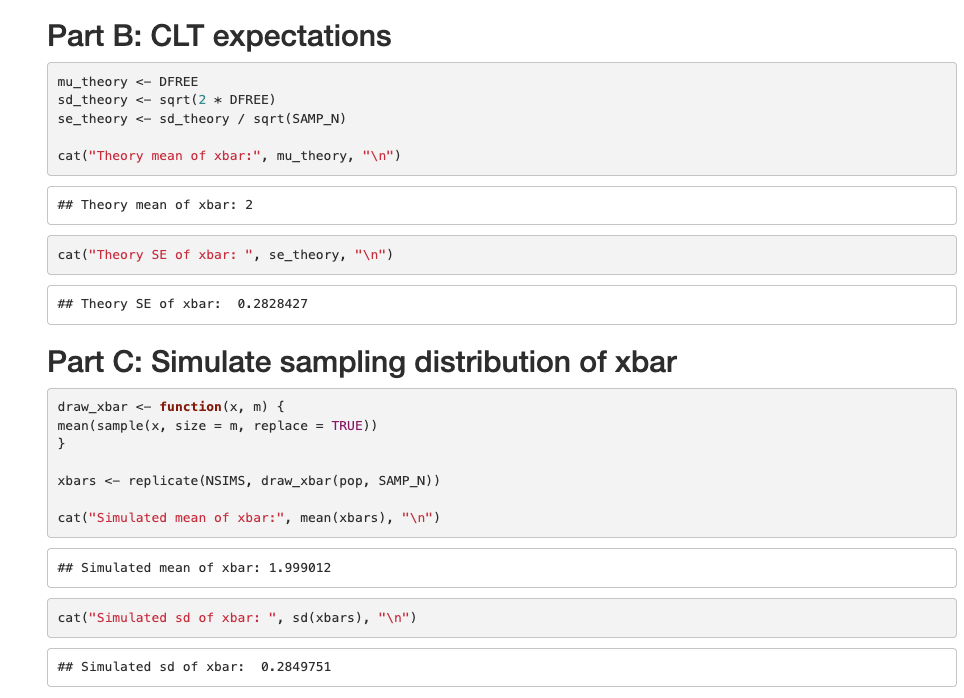 Part B: CLT expectations
mu_theory <- DFREE
sd_theory <- sqrt(2 * DFREE)
se_theory <- sd_theory / sqrt(SAMP_N)
cat("Theory mean of xbar:", mu_theory, "\n")
## Theory mean of xbar: 2
cat("Theory SE of xbar: ", se_theory, "\n")
## Theory SE of xbar:  0.2828427
Part C: Simulate sampling distribution of xbar
draw_xbar <- function(x, m) {
mean(sample(x, size = m, replace = TRUE))
}
xbars <- replicate(NSIMS, draw_xbar(pop, SAMP_N))
cat("Simulated mean of xbar:", mean(xbars), "\n")
## Simulated mean of xbar: 1.999012
cat("Simulated sd of xbar: ", sd(xbars), "\n")
## Simulated sd of xbar:  0.2849751